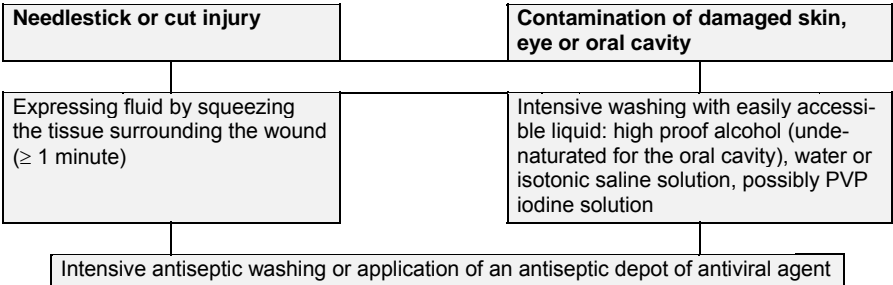 Needlestick or cut injury
Contamination of damaged skin,
eye or oral cavity
Expressing fluid by squeezing
the tissue surrounding the wound
(≥ 1 minute)
Intensive washing with easily accessi-
ble liquid: high proof alcohol (unde-
naturated for the oral cavity), water or
isotonic saline solution, possibly PVP
iodine solution
Intensive antiseptic washing or application of an antiseptic depot of antiviral agent